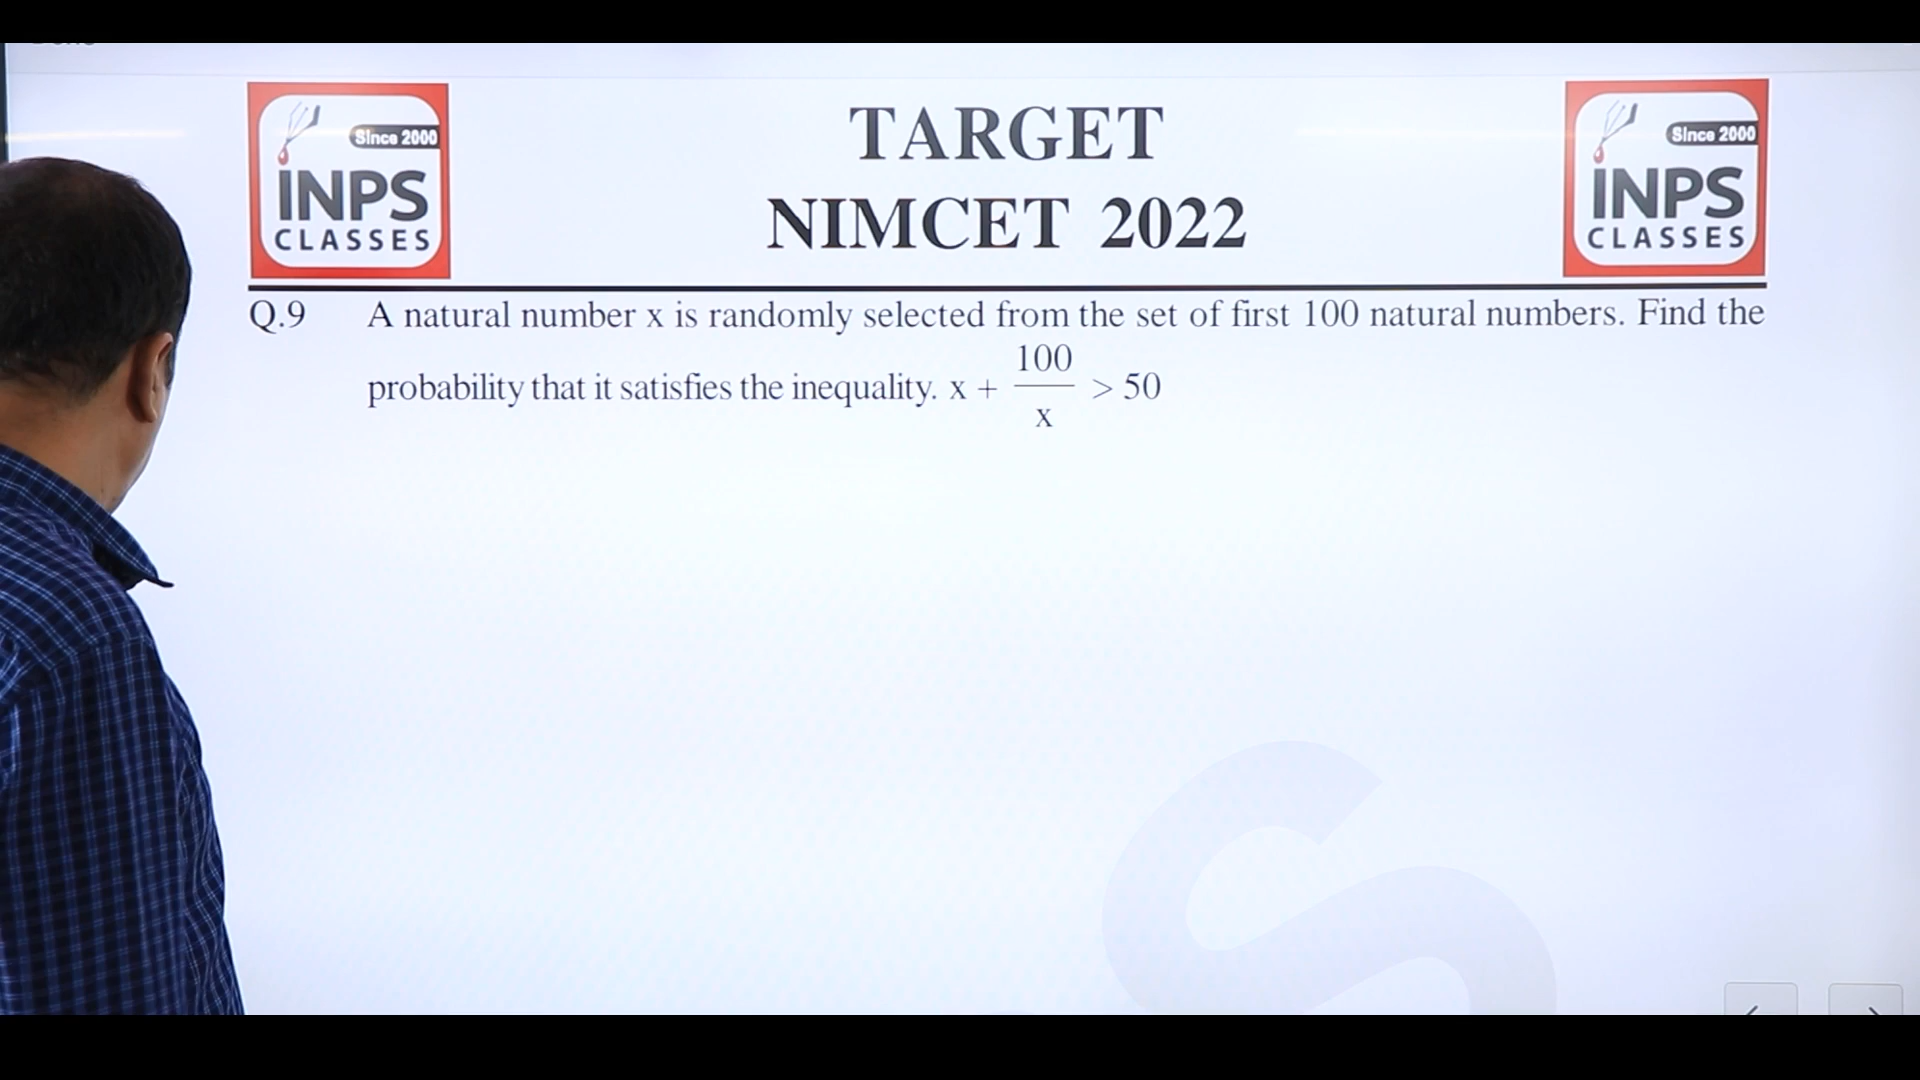 Since 2000
INPS
CLASSES
TARGET
NIMCET 2022
Since 2000
INPS
CLASSES
Q.9 A natural number x is randomly selected from the set of first 100 natural numbers. Find the
probability that it satisfies the inequality. x + 100/x > 50